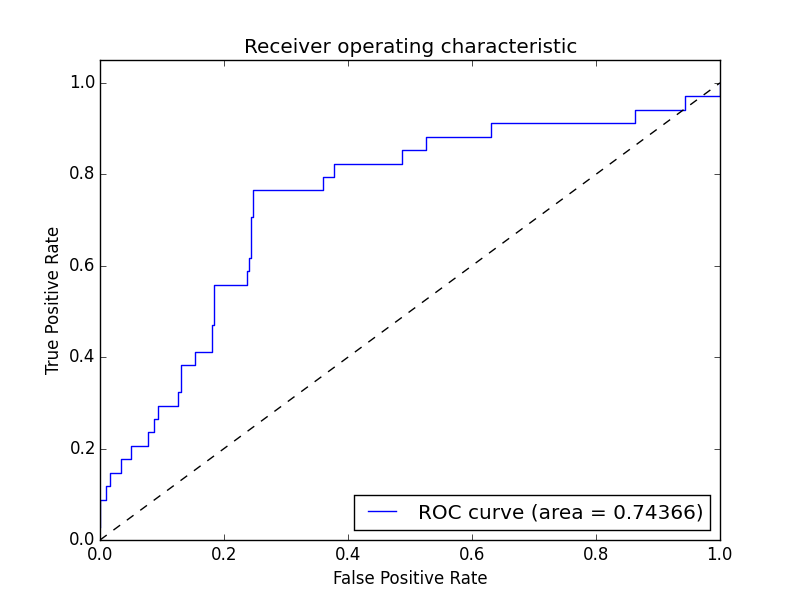 Receiver operating characteristic
True Positive Rate
1.0
0.8
0.6
0.4
0.2
0.0
ROC curve (area = 0.74366)
0.0 0.2 0.4 0.6 0.8 1.0
False Positive Rate